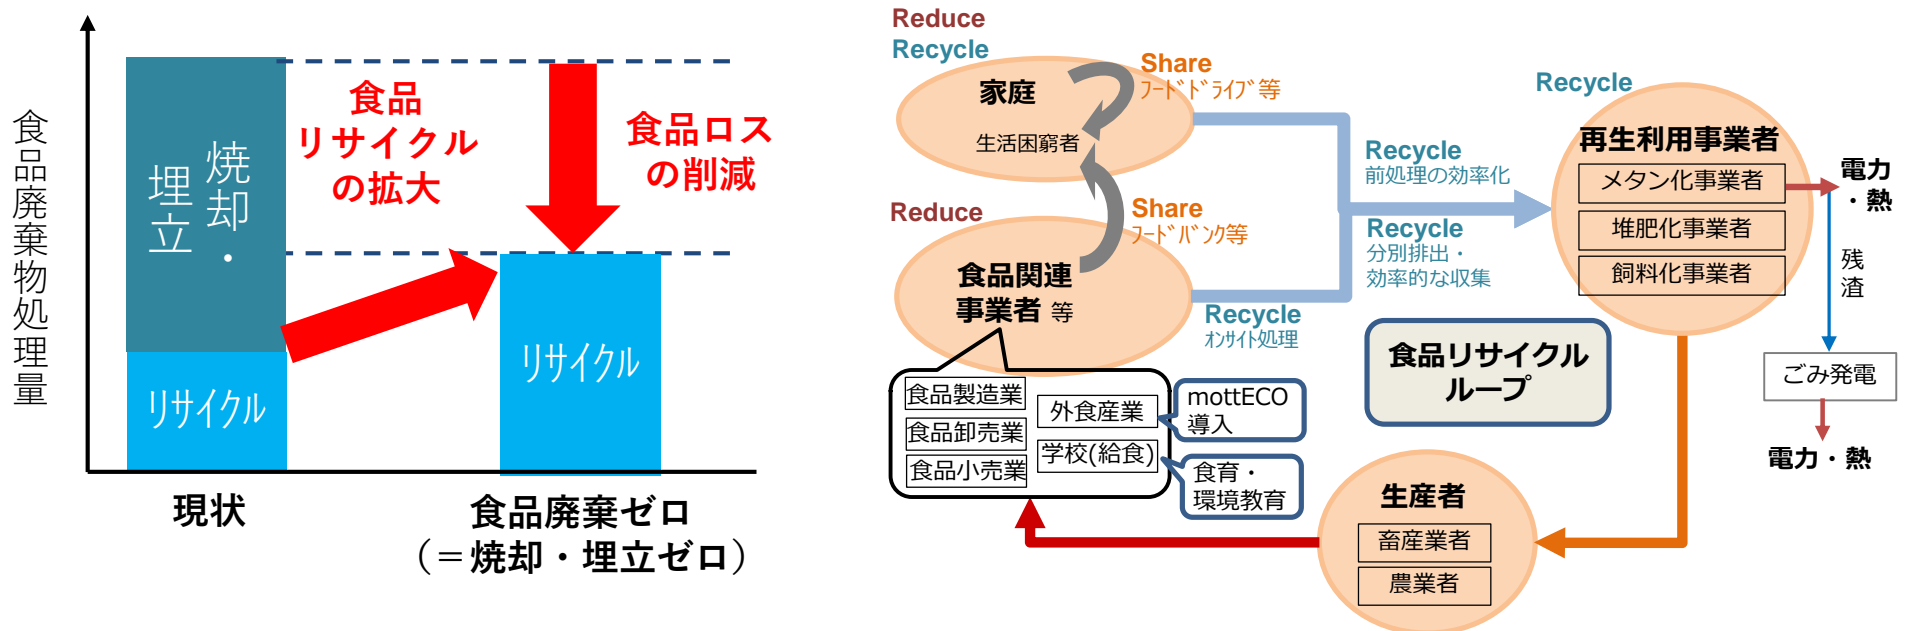 食品廃棄物処理量
焼却・
埋立
リサイクル
食品
リサイクル
の拡大
食品ロス
の削減
リサイクル
現状
食品廃棄ゼロ
（＝焼却・埋立ゼロ）
Reduce
Recycle
家庭
生活困窮者
Share
ﾌｰﾄﾞﾄﾞﾗｲﾌﾞ等
Reduce
Share
ﾌｰﾄﾞﾊﾞﾝｸ等
食品関連
事業者 等
Recycle
前処理の効率化
Recycle
分別排出・
効率的な収集
Recycle
ｵﾝｻｲﾄ処理
食品製造業
食品卸売業
食品小売業
外食産業
学校(給食)
mottECO
導入
食育・
環境教育
Recycle
再生利用事業者
メタン化事業者
堆肥化事業者
飼料化事業者
電力
・熱
残渣
ごみ発電
電力・熱
食品リサイクル
ループ
生産者
畜産業者
農業者